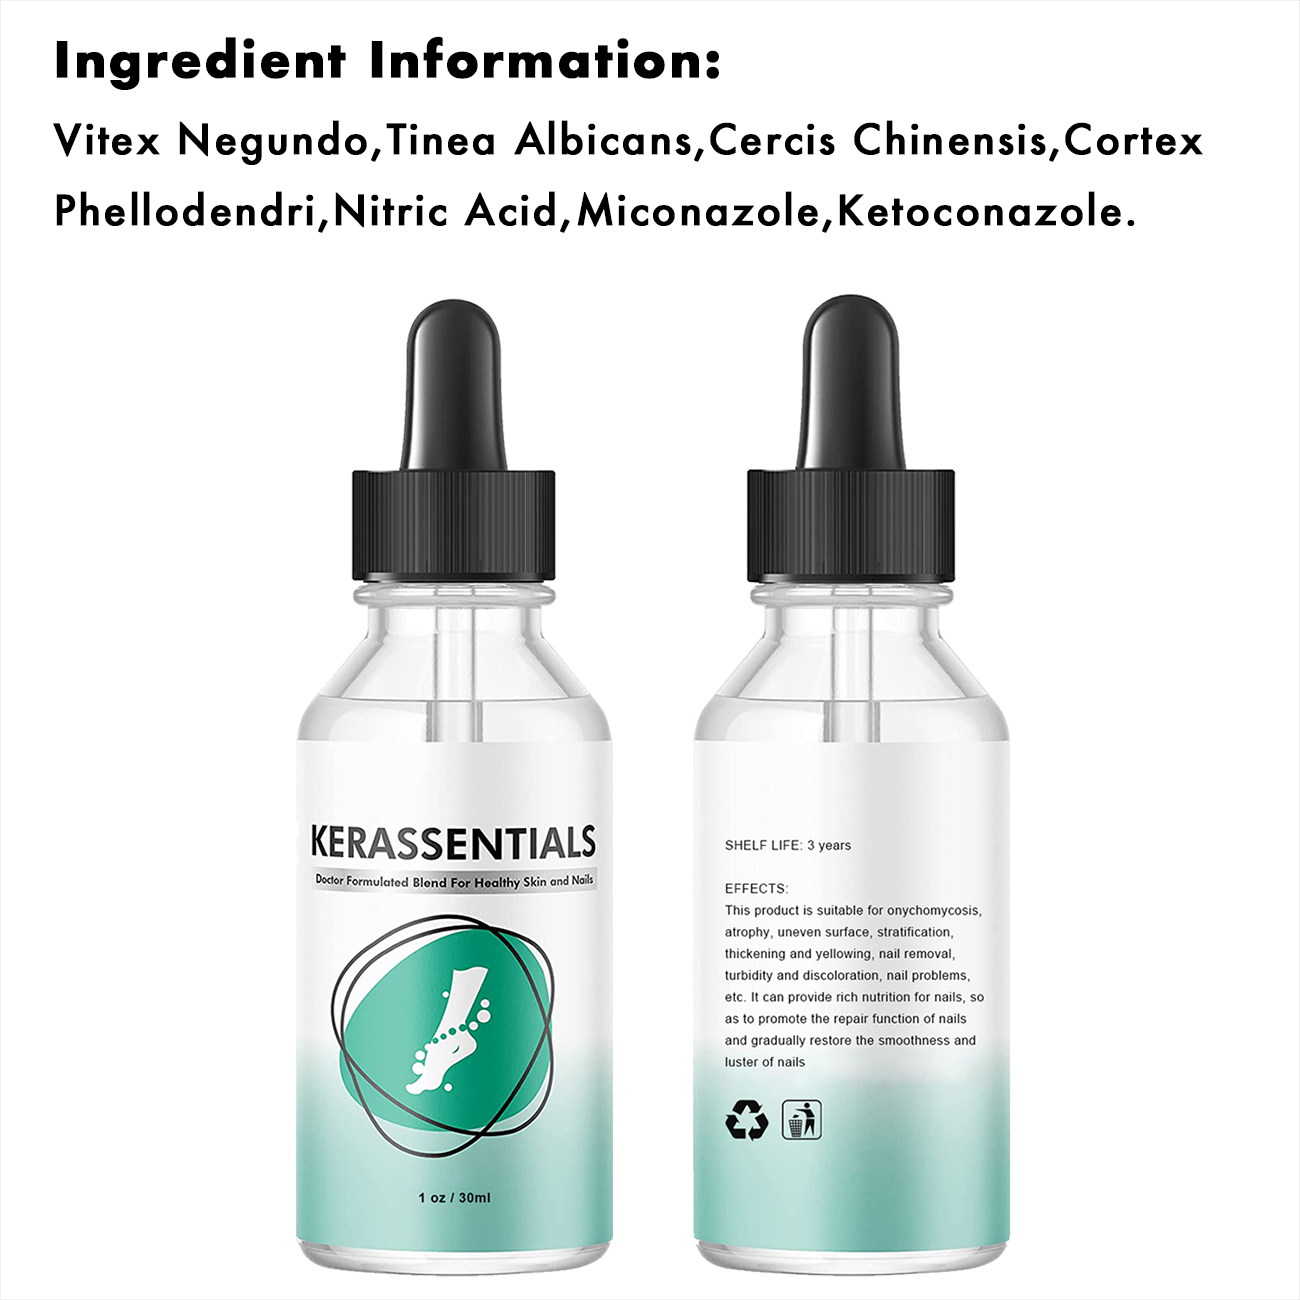 Ingredient Information:
Vitex Negundo,Tinea Albicans,Cercis Chinensis,Cortex
Phellodendri,Nitric Acid,Miconazole,Ketoconazole.
KERASSENTIALS
Doctor Formulated Blend For Healthy Skin and Nails
1 oz / 30ml
SHELF LIFE: 3 years
EFFECTS:
This product is suitable for onychomycosis,
atrophy, uneven surface, stratification,
thickening and yellowing, nail removal,
turbidity and discoloration, nail problems,
etc. It can provide rich nutrition for nails, so
as to promote the repair function of nails
and gradually restore the smoothness and
luster of nails